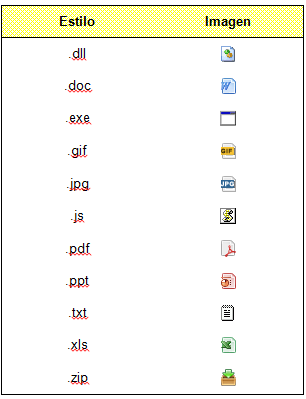 Estilo Imagen
.dll
.doc
.exe
.gif GIF
.jpg JPG
.js
.pdf
.ppt
.txt
.xls
.zip